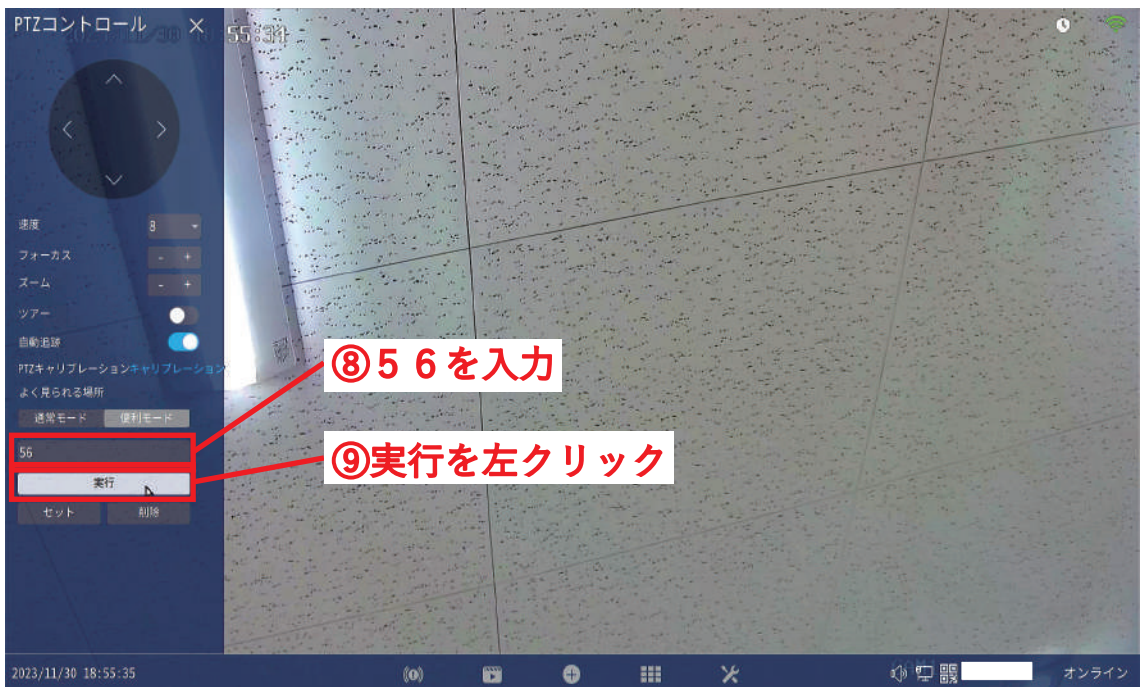 PTZコントロール
55:34
速度 8
フォーカス - +
ズーム - +
ツアー
自動追跡
PTZキャリブレーションキャリブレーション
よく見られる場所
通常モード 便利モード
56
実行
セット 削除
⑧５６を入力
⑨実行を左クリック
2023/11/30 18:55:35
オンライン